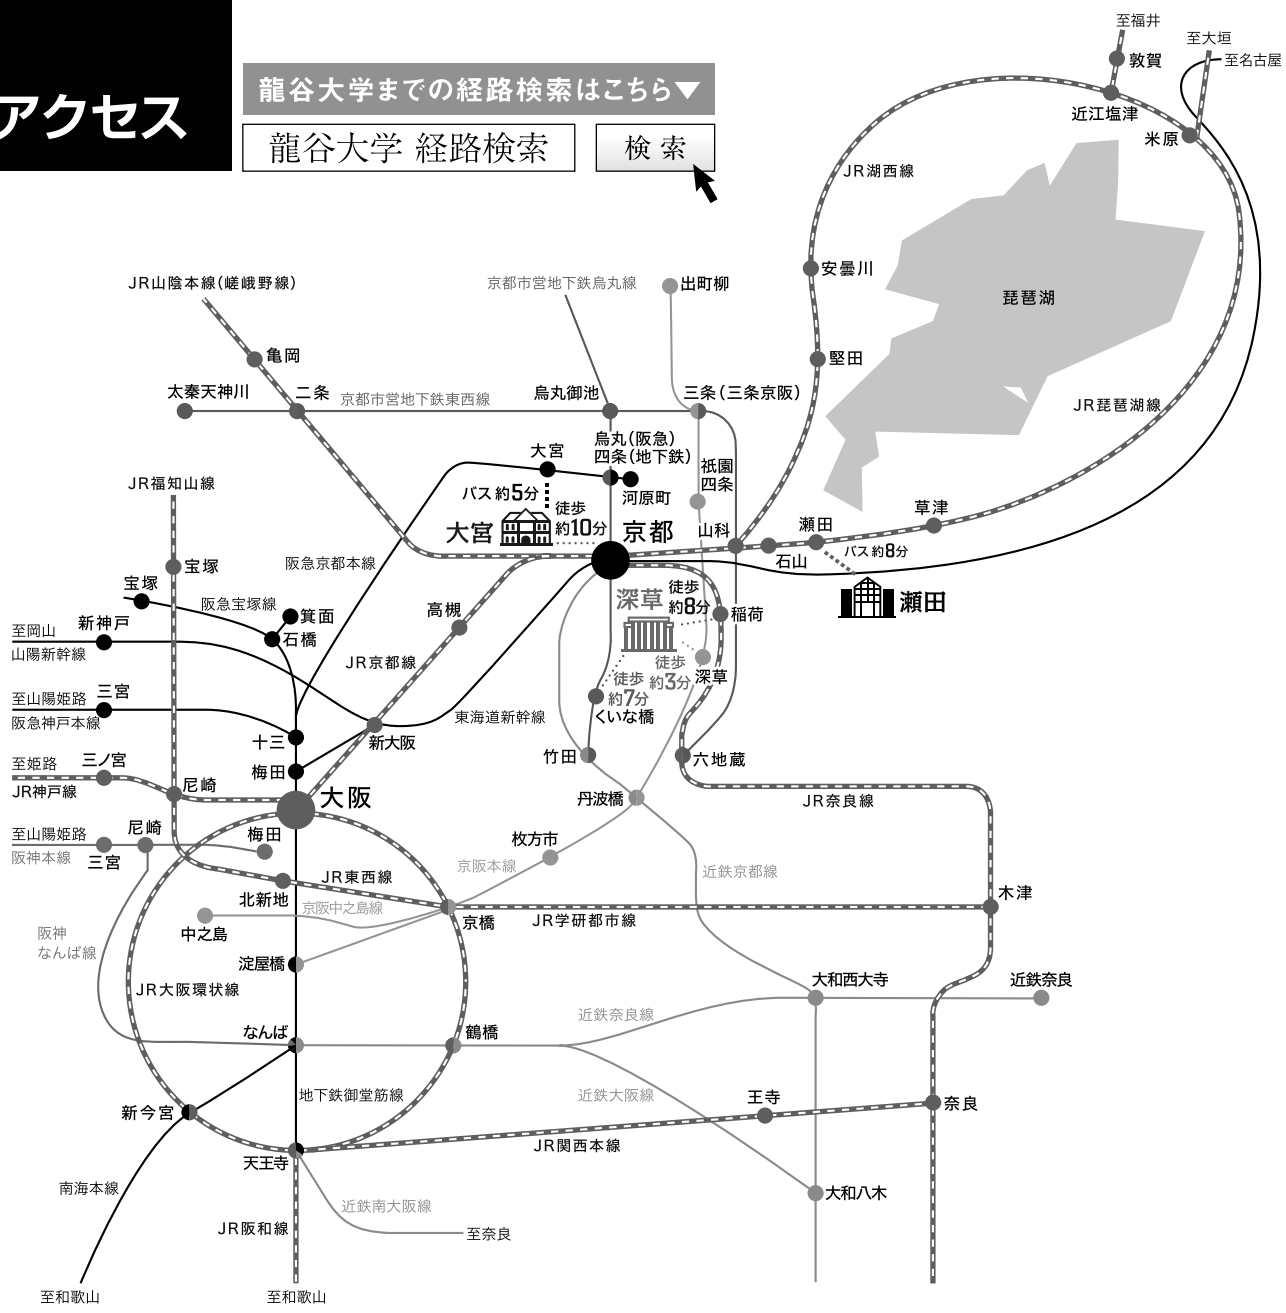 アクセス
龍谷大学までの経路検索はこちら▼
龍谷大学 経路検索
検 索
至福井
敦賀
至大垣
至名古屋
近江塩津
米原
JR湖西線
安曇川
琵琶湖
堅田
JR琵琶湖線
JR山陰本線(嵯峨野線)
京都市営地下鉄烏丸線
出町柳
亀岡
太秦天神川
二条
京都市営地下鉄東西線
烏丸御池
三条(三条京阪)
烏丸(阪急)
四条(地下鉄)
大宮
祇園
四条
河原町
バス 約5分
徒歩
約10分
大宮
京都
山科
石山
瀬田
草津
バス 約8分
瀬田
JR福知山線
宝塚
宝塚
阪急宝塚線
阪急京都本線
箕面
石橋
新神戸
至岡山
山陽新幹線
高槻
JR京都線
深草
徒歩
約8分
稲荷
徒歩
約3分
深草
徒歩
約7分
くいな橋
至山陽姫路
三宮
阪急神戸本線
東海道新幹線
新大阪
十三
梅田
竹田
六地蔵
至姫路
三ノ宮
JR神戸線
尼崎
大阪
丹波橋
JR奈良線
至山陽姫路
阪神本線
三宮
尼崎
梅田
枚方市
京阪本線
近鉄京都線
JR東西線
北新地
京阪中之島線
中之島
京橋
JR学研都市線
木津
阪神
なんば線
淀屋橋
JR大阪環状線
大和西大寺
近鉄奈良
なんば
鶴橋
近鉄奈良線
近鉄大阪線
地下鉄御堂筋線
新今宮
王寺
奈良
天王寺
JR関西本線
南海本線
近鉄南大阪線
大和八木
JR阪和線
至奈良
至和歌山
至和歌山